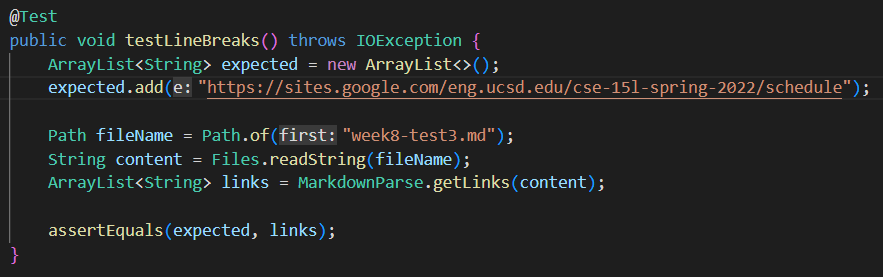 @Test
public void testLineBreaks() throws IOException {
    ArrayList<String> expected = new ArrayList<>();
    expected.add(e: "https://sites.google.com/eng.ucsd.edu/cse-15l-spring-2022/schedule");
    Path fileName = Path.of(first: "week8-test3.md");
    String content = Files.readString(fileName);
    ArrayList<String> links = MarkdownParse.getLinks(content);
    assertEquals(expected, links);
}